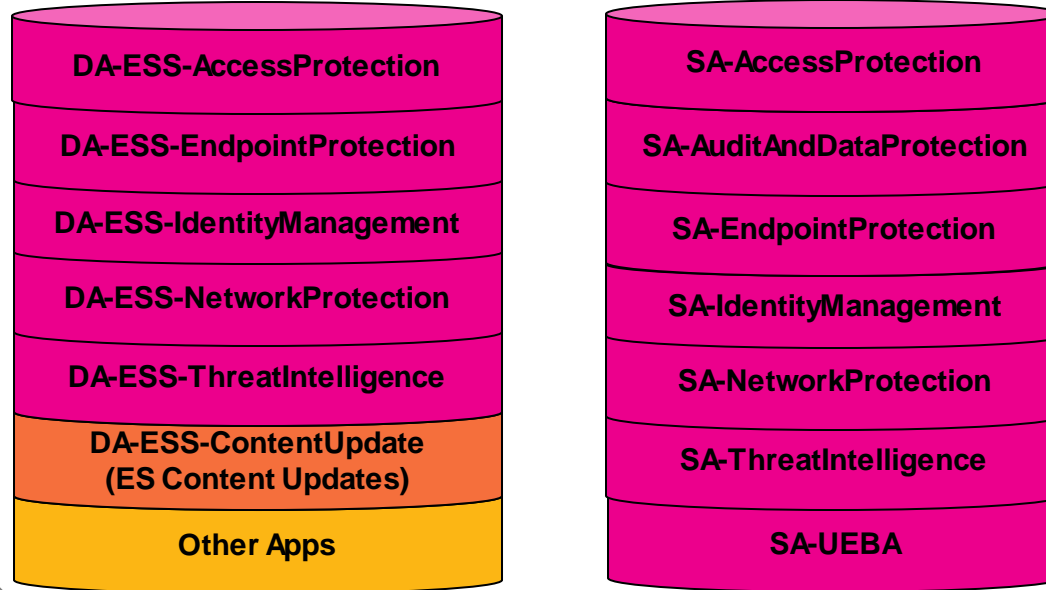 DA-ESS-AccessProtection
DA-ESS-EndpointProtection
DA-ESS-IdentityManagement
DA-ESS-NetworkProtection
DA-ESS-ThreatIntelligence
DA-ESS-ContentUpdate
(ES Content Updates)
Other Apps
SA-AccessProtection
SA-AuditAndDataProtection
SA-EndpointProtection
SA-IdentityManagement
SA-NetworkProtection
SA-ThreatIntelligence
SA-UEBA